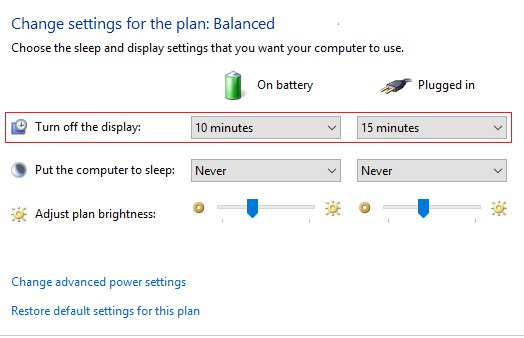 Change settings for the plan: Balanced
Choose the sleep and display settings that you want your computer to use.
On battery Plugged in
Turn off the display: 10 minutes 15 minutes
Put the computer to sleep: Never Never
Adjust plan brightness:
Change advanced power settings
Restore default settings for this plan